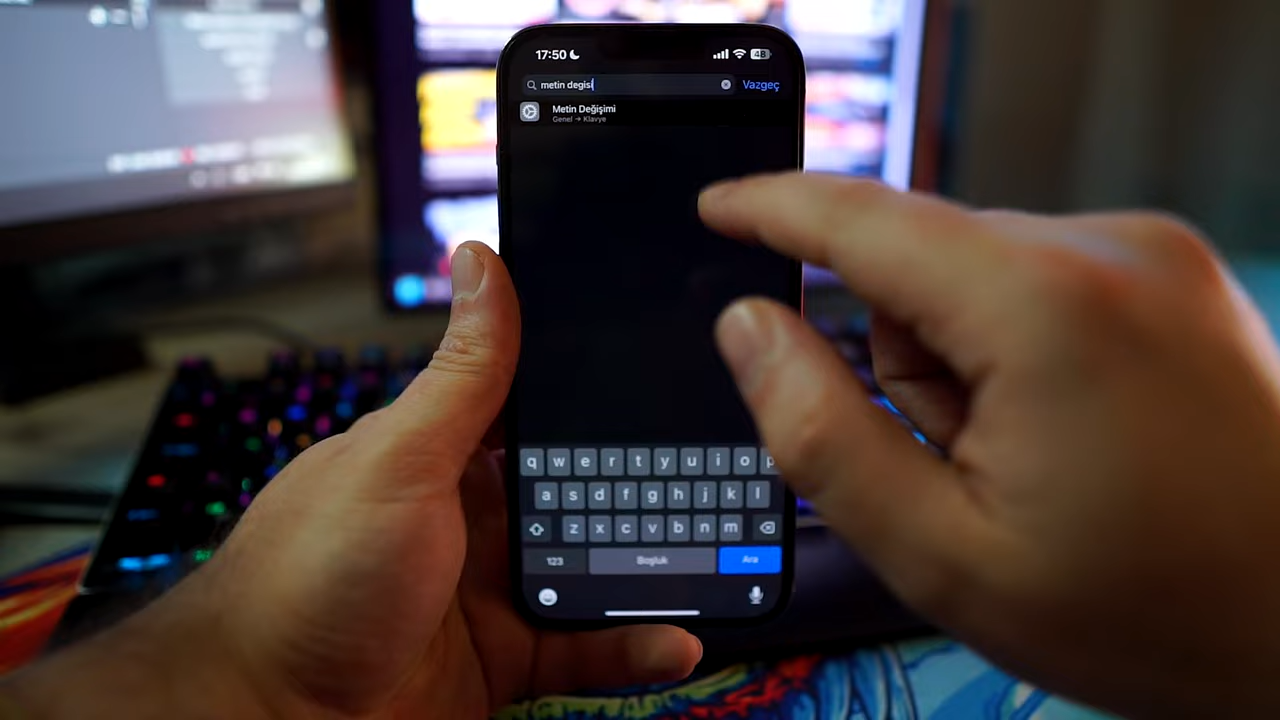 17:50
48
metin degisi
Vazgeç
Metin Değişimi
Genel → Klavye
q w e r t y u i o p
a s d f g h j k l
z x c v b n m
123
Boşluk
Ara